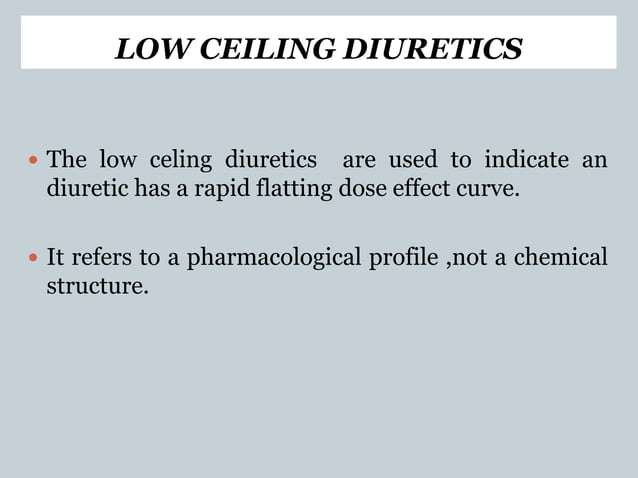 LOW CEILING DIURETICS
The low celing diuretics are used to indicate an
diuretic has a rapid flatting dose effect curve.
It refers to a pharmacological profile ,not a chemical
structure.